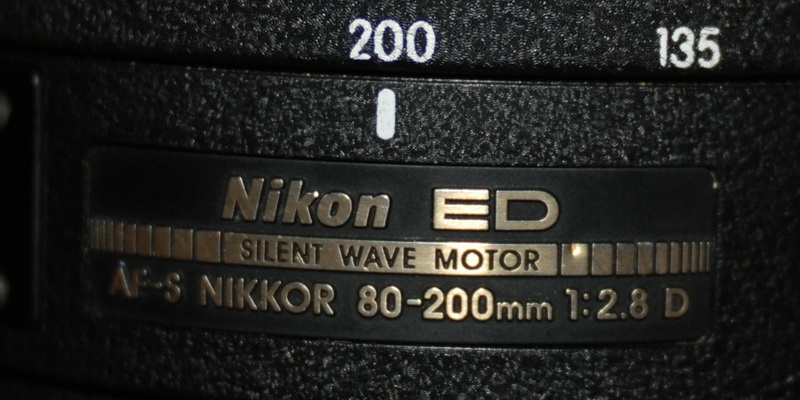 200 135
Nikon ED
SILENT WAVE MOTOR
AF-S NIKKOR 80-200mm 1:2.8 D